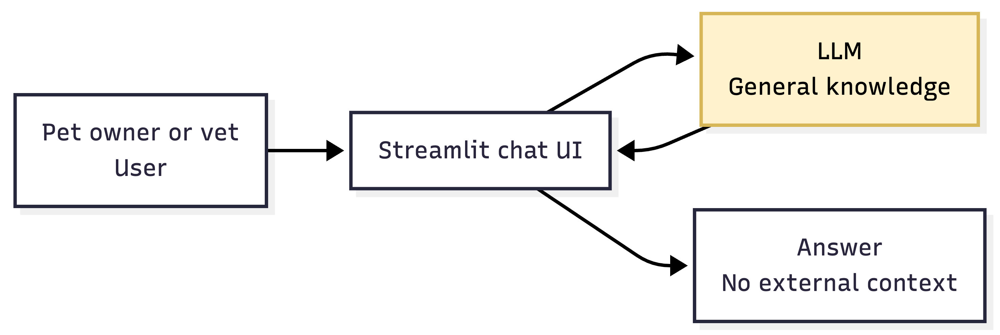 Pet owner or vet
User
Streamlit chat UI
LLM
General knowledge
Answer
No external context